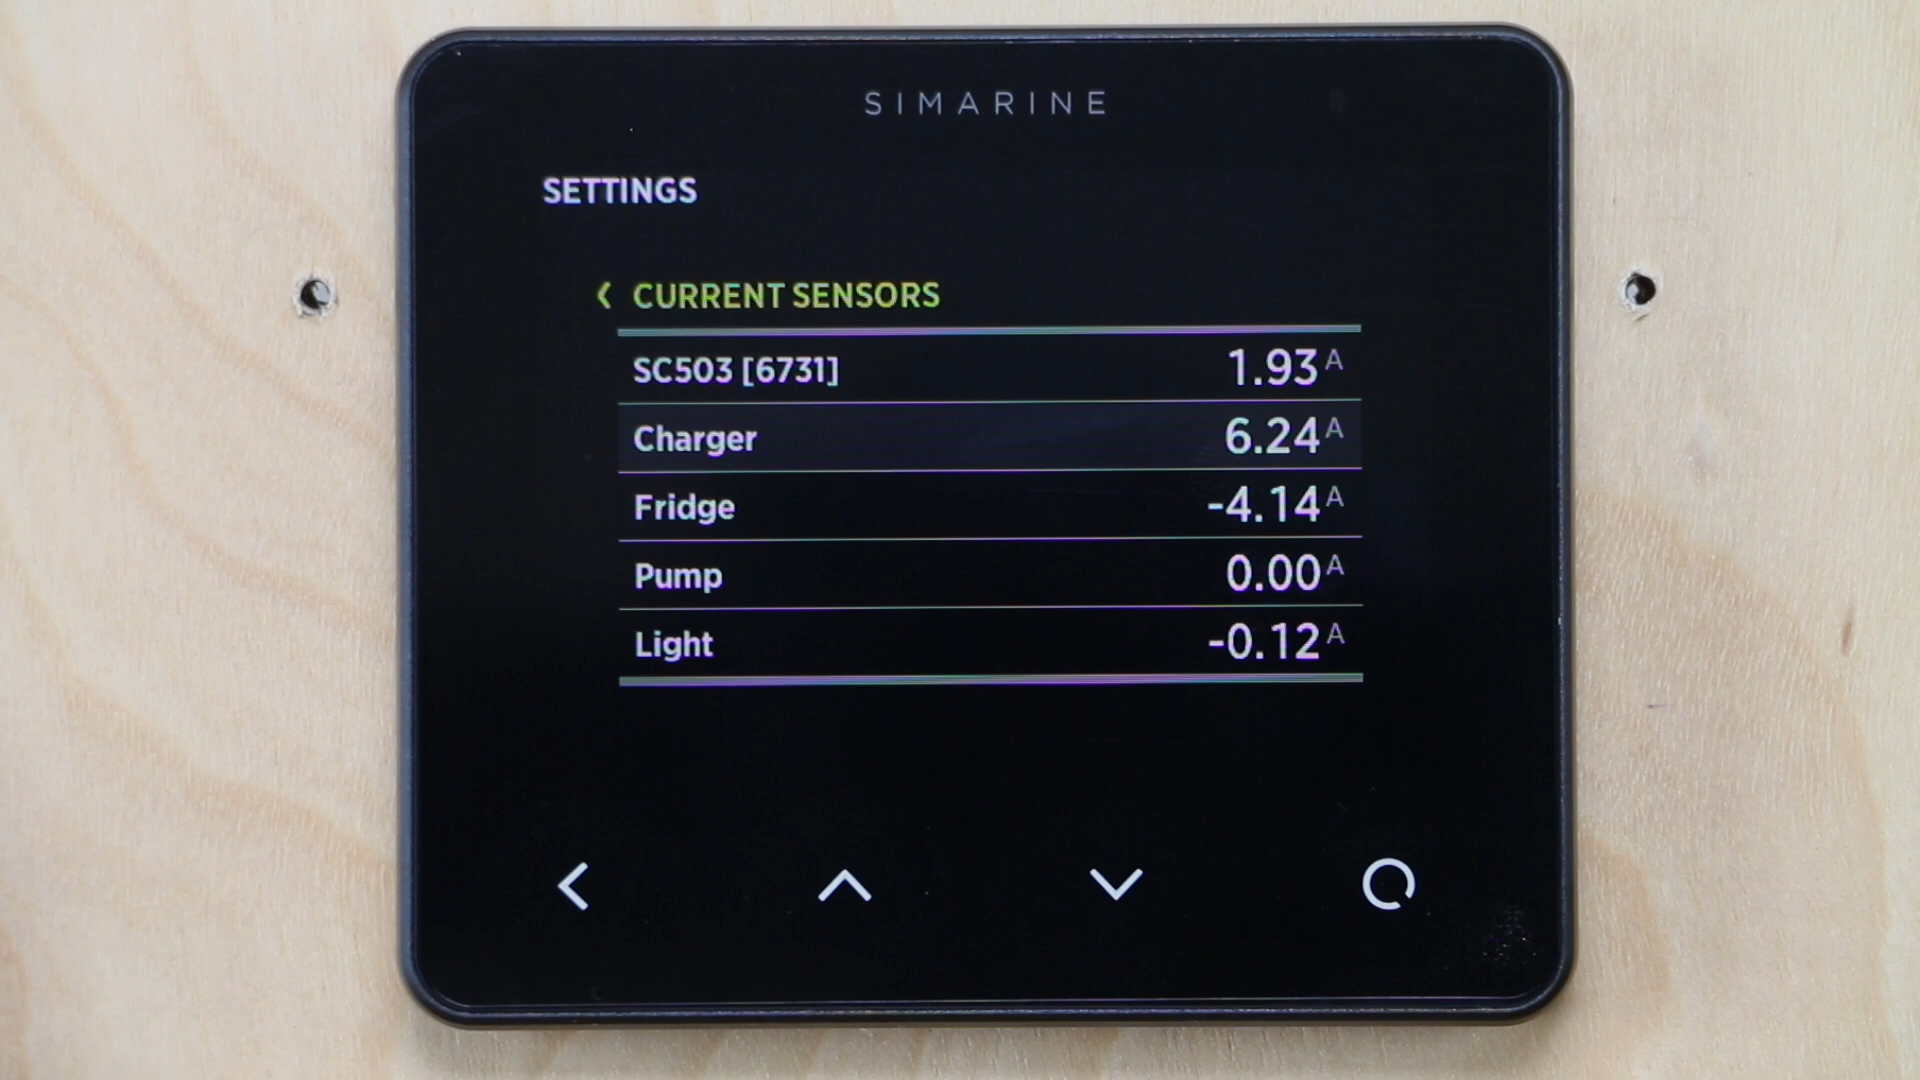 SIMARINE
SETTINGS
CURRENT SENSORS
SC503 [6731] 1.93 A
Charger 6.24 A
Fridge -4.14 A
Pump 0.00 A
Light -0.12 A